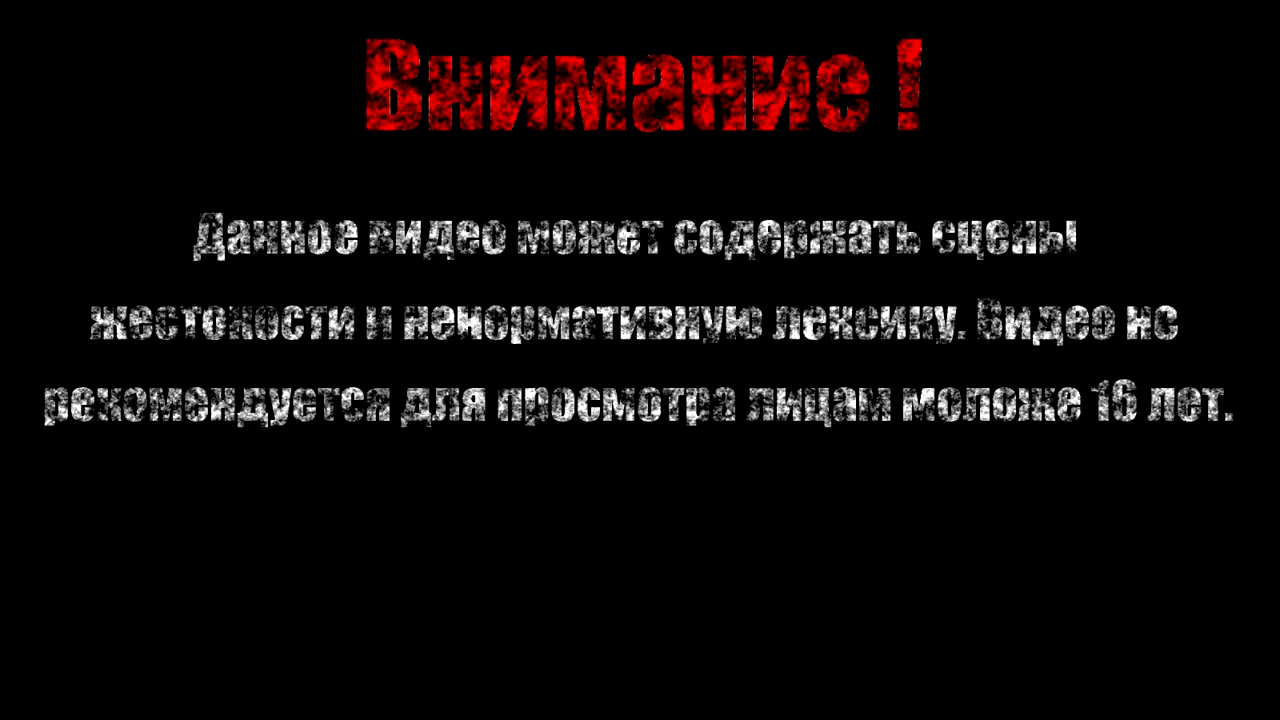 Внимание !
Данное видео может содержать сцены
жестокости и ненормативную лексику. Видео не
рекомендуется для просмотра лицам моложе 16 лет.